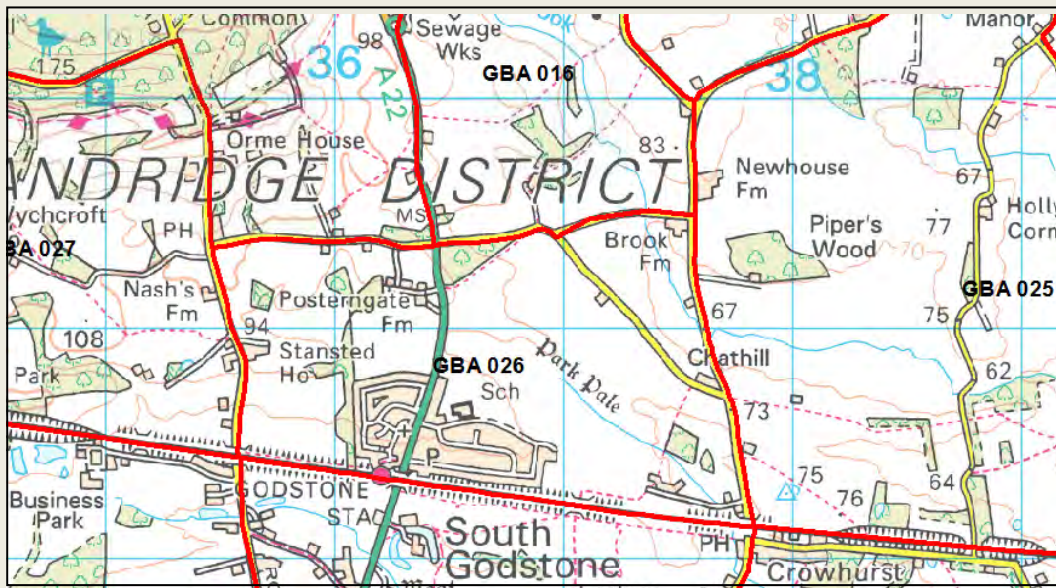 Common
Sewage
Wks
Manor
175
98
36
GBA 016
38
A 22
Orme House
83
ANDRIDGE DISTRICT
Newhouse
Fm
67
Wychcroft
MS
Holly
Corn
PH
Piper's
Wood
77
BA 027
Brook
Fm
70
Nash's
Fm
Posterngate
Fm
GBA 025
67
75
108
94
Stansted
Ho
Chathill
Park
GBA 026
Park Pale
62
Sch
73
P
75
64
76
Business
Park
GODSTONE
STA
South
Godstone
PH
Crowhurst